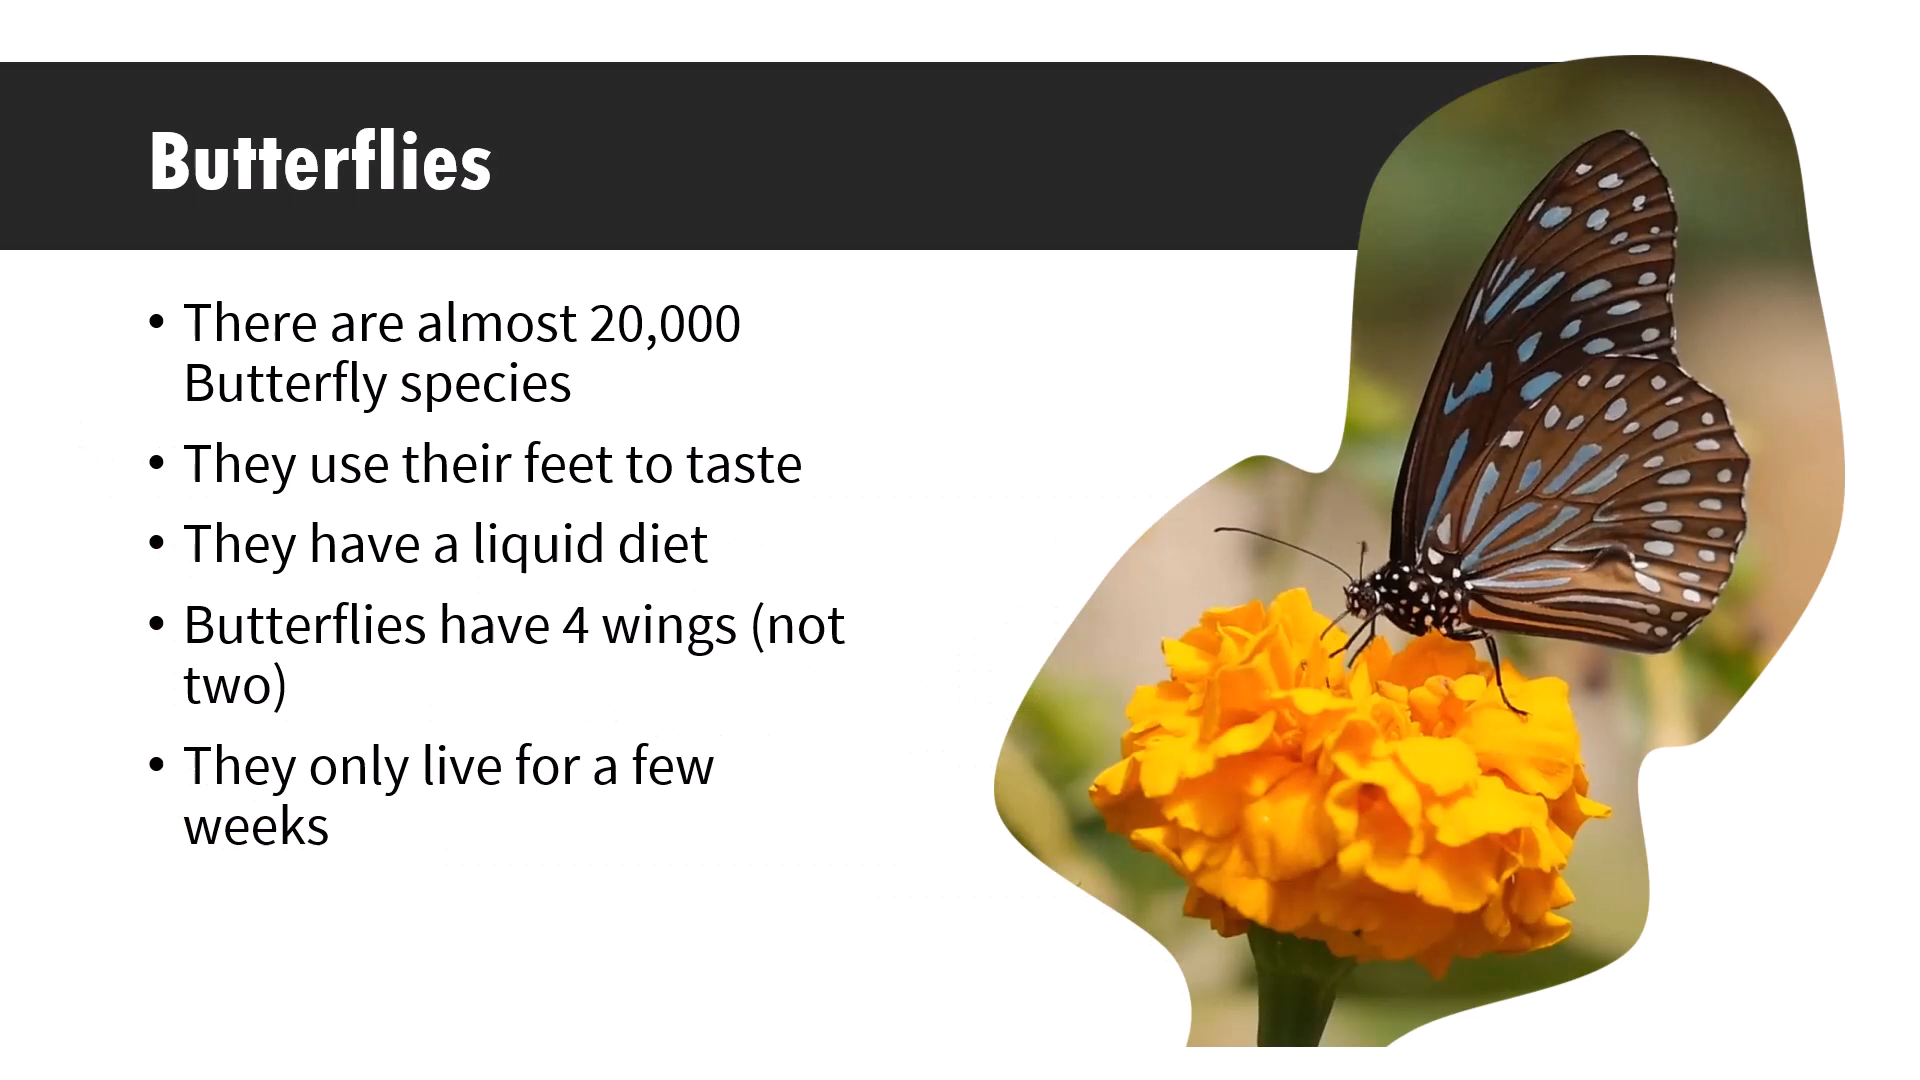 Butterflies
• There are almost 20,000
Butterfly species
• They use their feet to taste
• They have a liquid diet
• Butterflies have 4 wings (not
two)
• They only live for a few
weeks